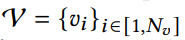 𝒱 = {v_i}_{i∈[1,N_v]}